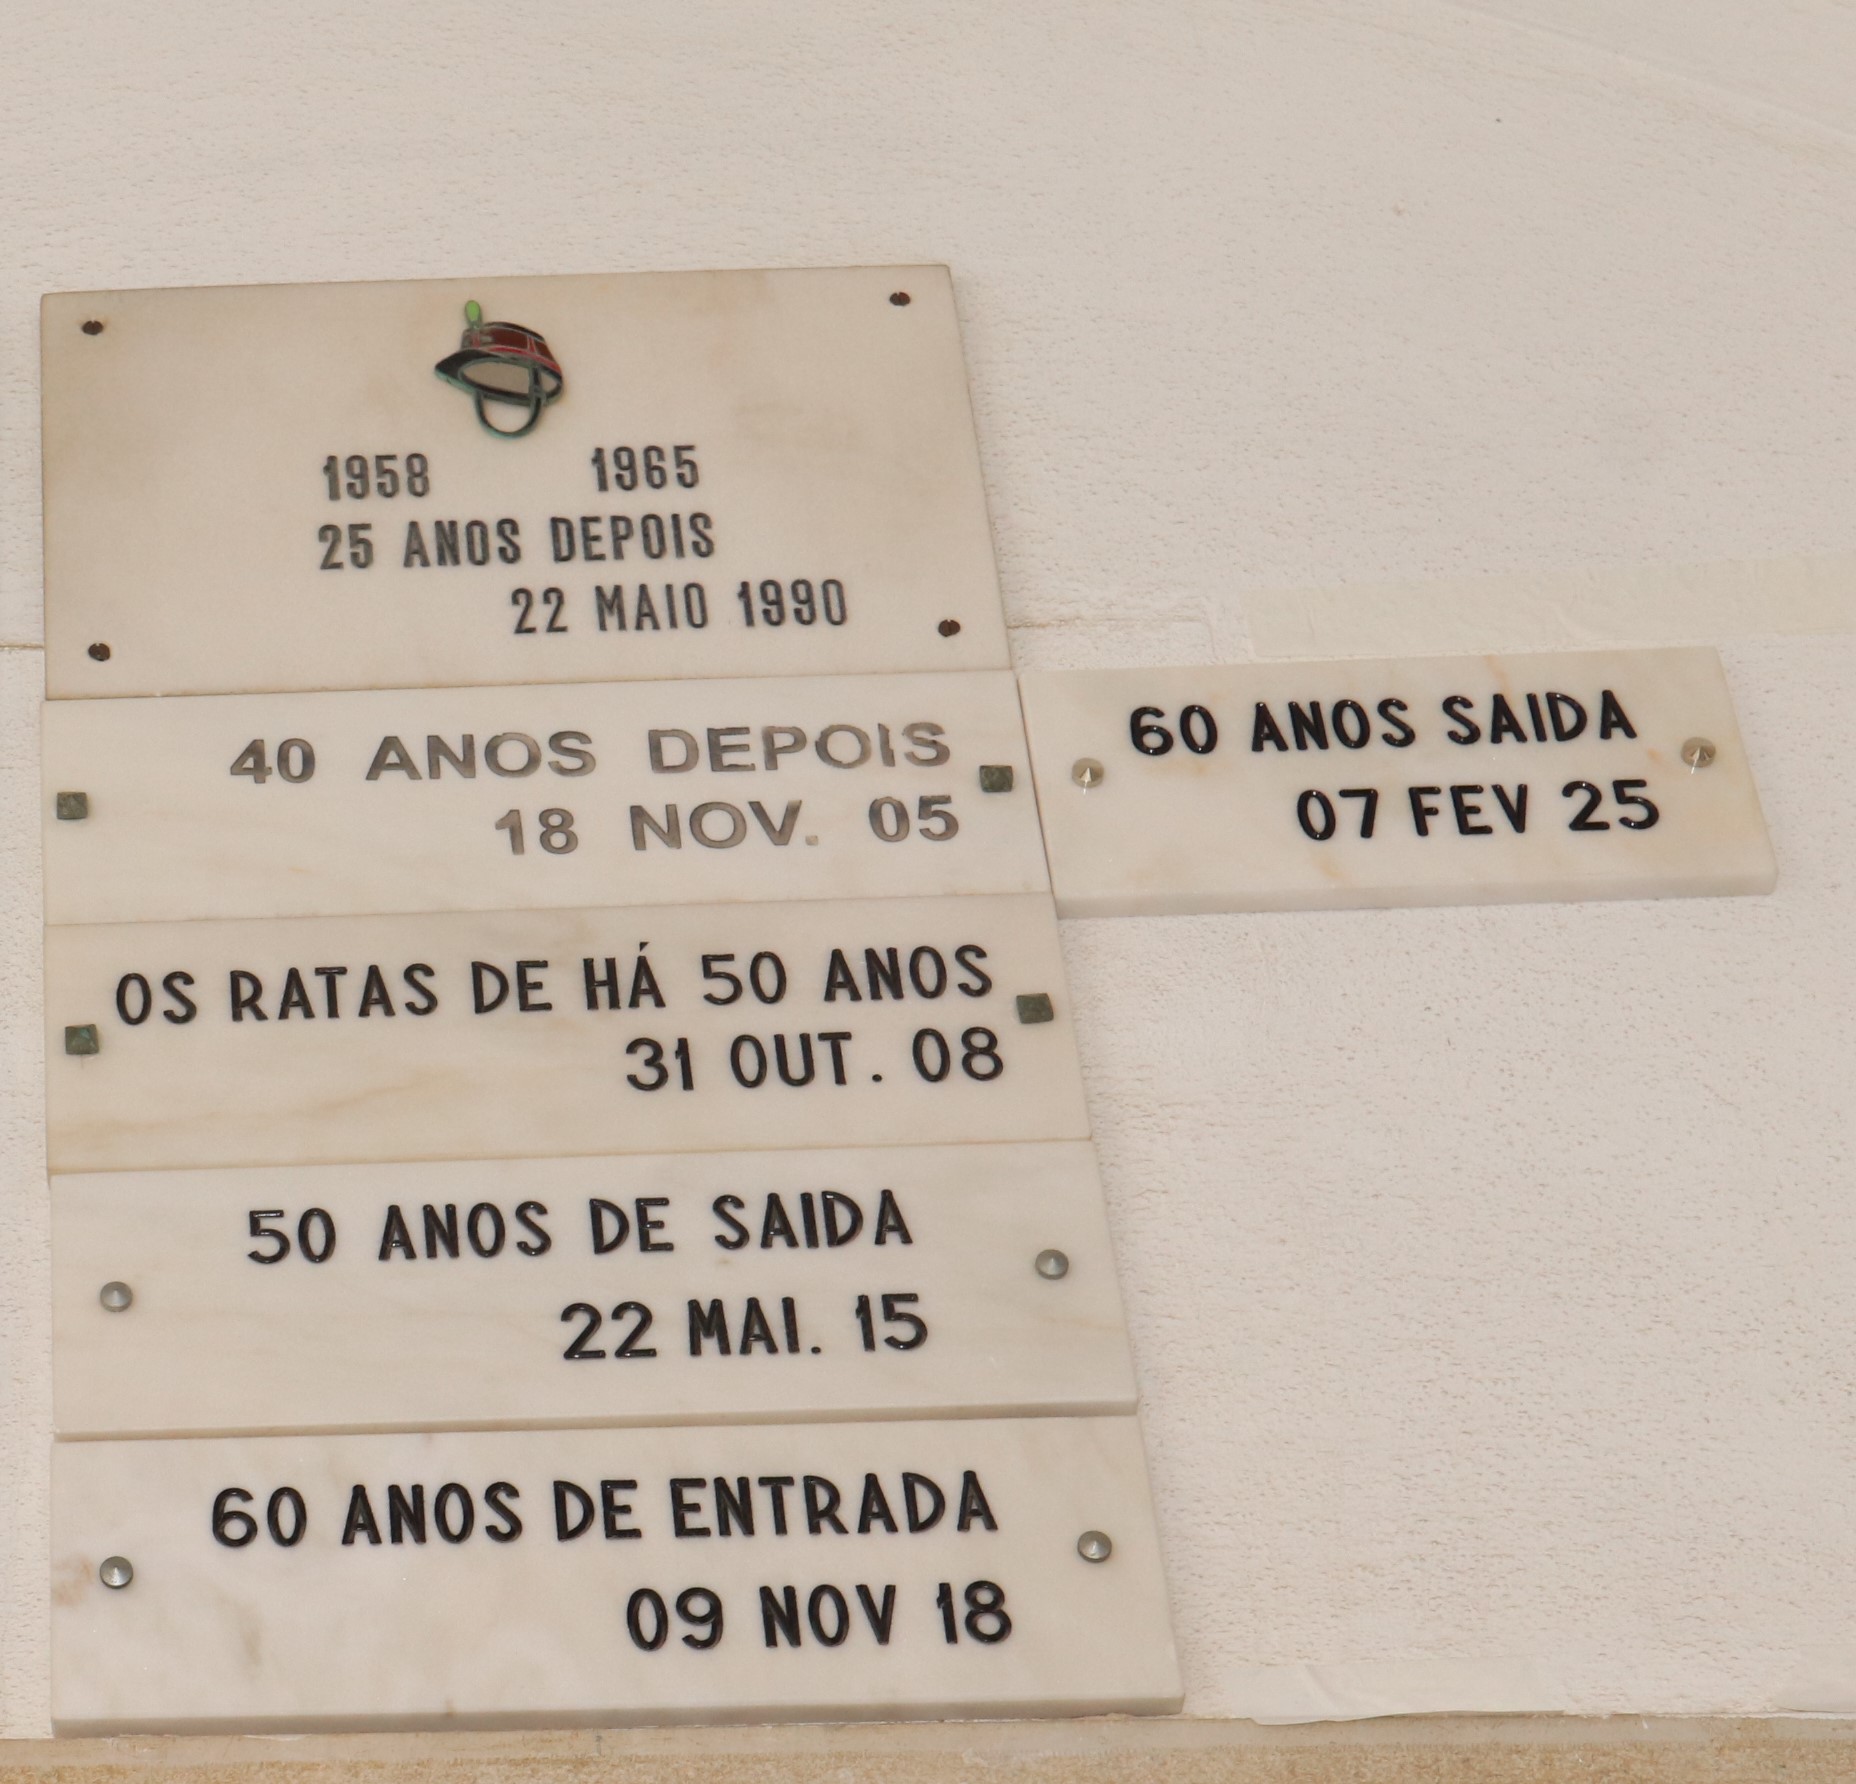 1958 1965
25 ANOS DEPOIS
22 MAIO 1990
40 ANOS DEPOIS
18 NOV. 05
OS RATAS DE HÁ 50 ANOS
31 OUT. 08
50 ANOS DE SAIDA
22 MAI. 15
60 ANOS DE ENTRADA
09 NOV 18
60 ANOS SAIDA
07 FEV 25